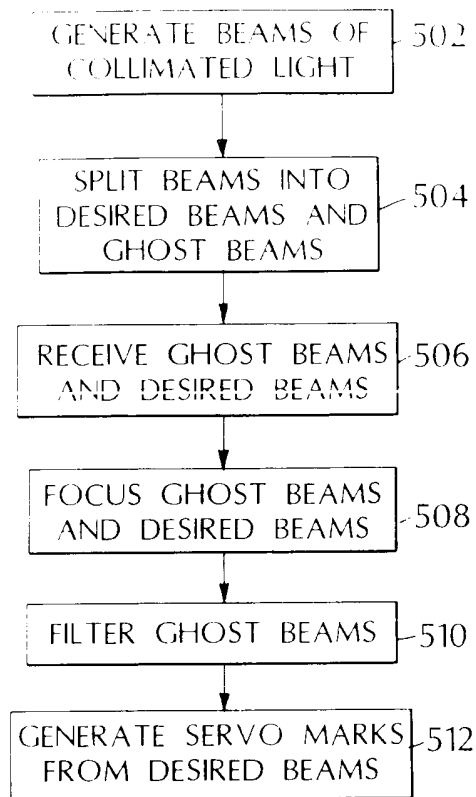 GENERATE BEAMS OF
COLLIMATED LIGHT
502
SPLIT BEAMS INTO
DESIRED BEAMS AND
GHOST BEAMS
504
RECEIVE GHOST BEAMS
AND DESIRED BEAMS
506
FOCUS GHOST BEAMS
AND DESIRED BEAMS
508
FILTER GHOST BEAMS
510
GENERATE SERVO MARKS
FROM DESIRED BEAMS
512